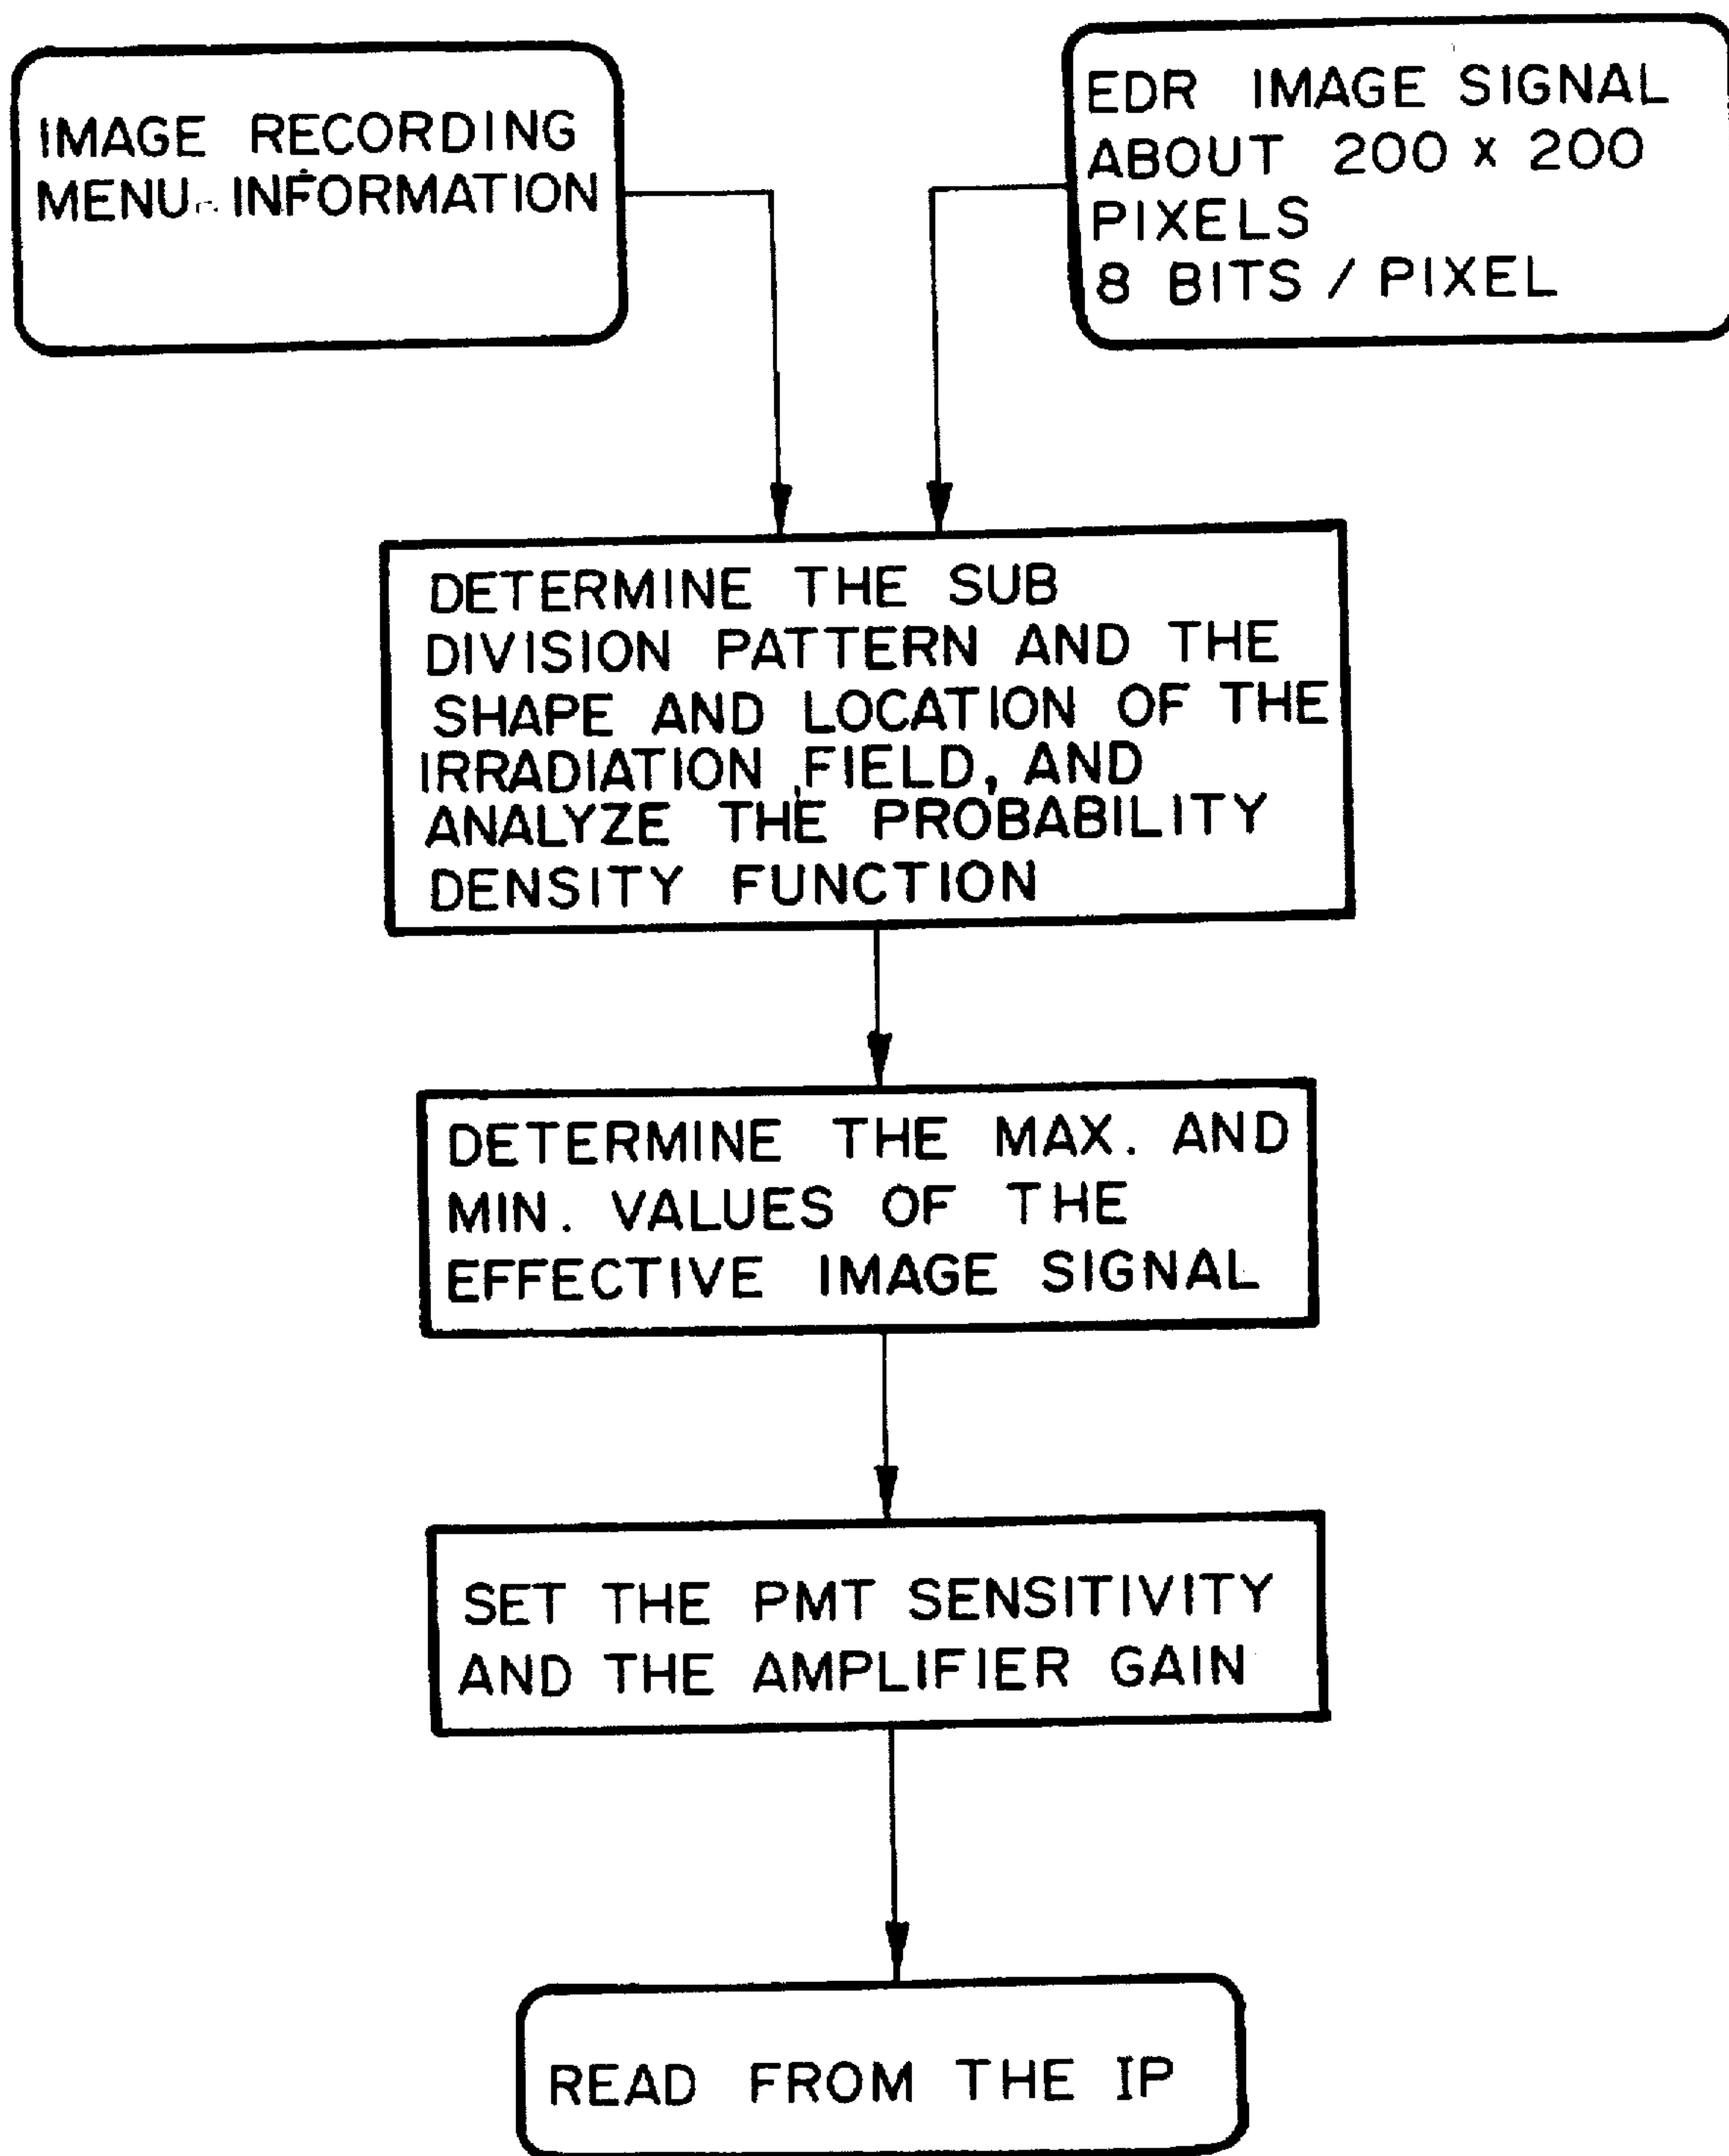 IMAGE RECORDING
MENU INFORMATION
EDR IMAGE SIGNAL
ABOUT 200 x 200
PIXELS
8 BITS / PIXEL
DETERMINE THE SUB
DIVISION PATTERN AND THE
SHAPE AND LOCATION OF THE
IRRADIATION FIELD, AND
ANALYZE THE PROBABILITY
DENSITY FUNCTION
DETERMINE THE MAX. AND
MIN. VALUES OF THE
EFFECTIVE IMAGE SIGNAL
SET THE PMT SENSITIVITY
AND THE AMPLIFIER GAIN
READ FROM THE IP